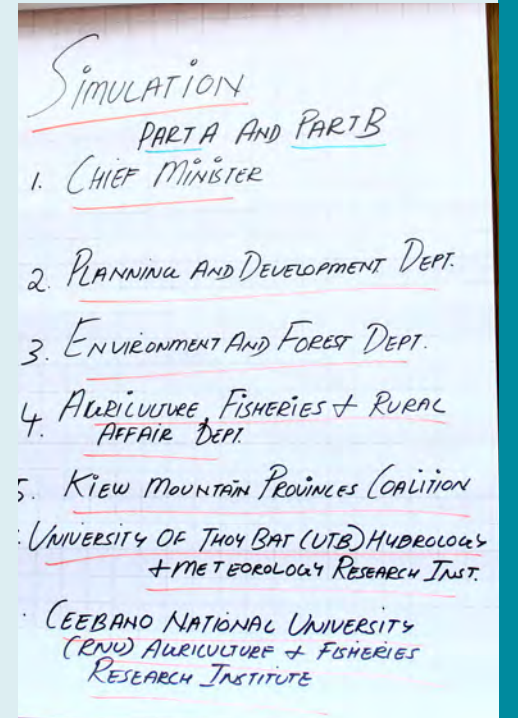 SIMULATION
PART A AND PART B
1. CHIEF MINISTER
2. PLANNING AND DEVELOPMENT DEPT.
3. ENVIRONMENT AND FOREST DEPT.
4. AGRICULUURE, FISHERIES + RURAL
AFFAIR DEPT.
5. KIEW MOUNTAIN PROVINCES COALITION
UNIVERSITY OF THOY BAT (UTB) HYDROLOGY
+ METEOROLOGY RESEARCH INST.
CEEBANO NATIONAL UNIVERSITY
(RNU) AGRICULTURE + FISHERIES
RESEARCH INSTITUTE